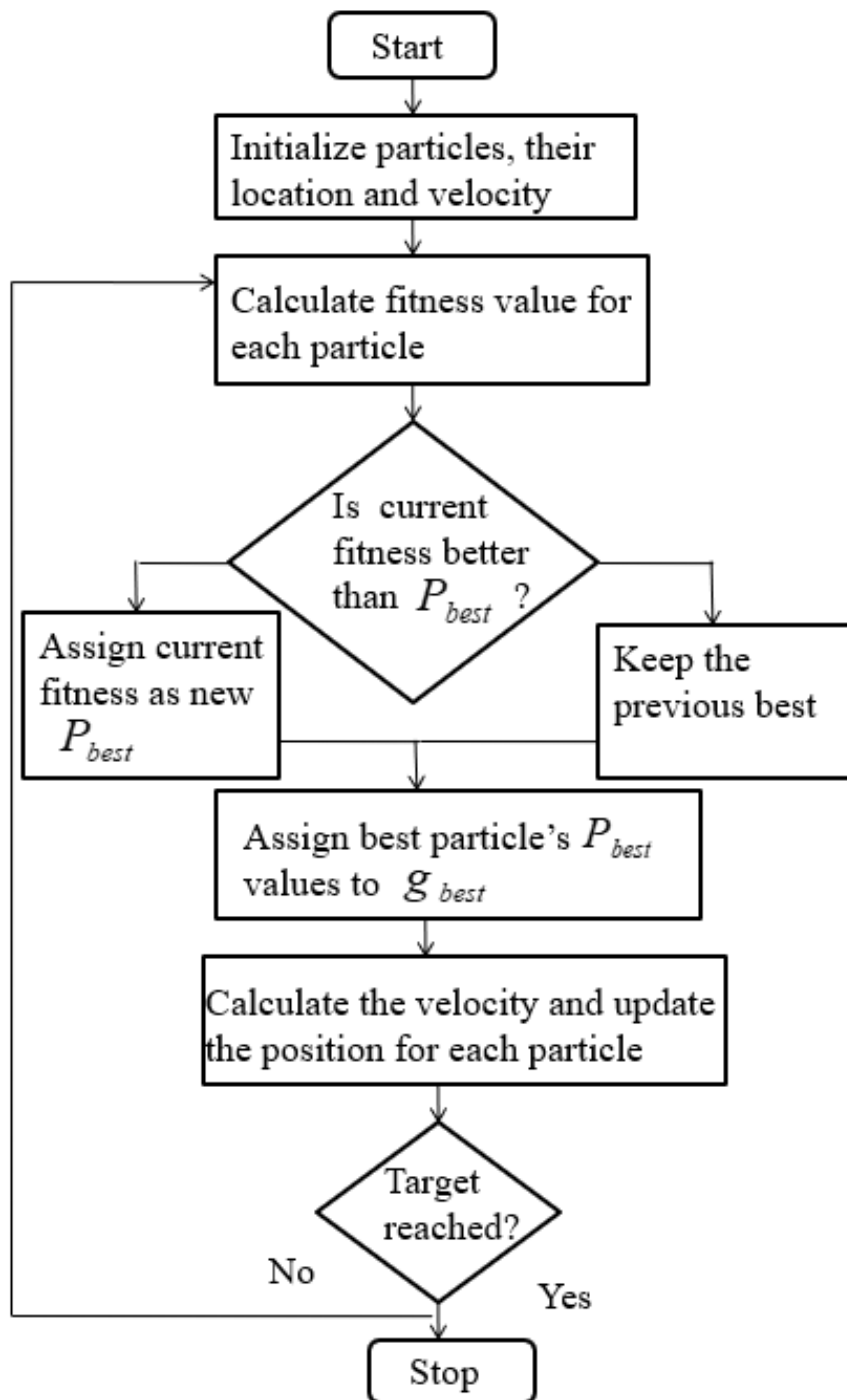 Start
Initialize particles, their
location and velocity
Calculate fitness value for
each particle
Is current
fitness better
than P_best ?
Assign current
fitness as new
P_best
Keep the
previous best
Assign best particle’s P_best
values to g_best
Calculate the velocity and update
the position for each particle
Target
reached?
No
Yes
Stop